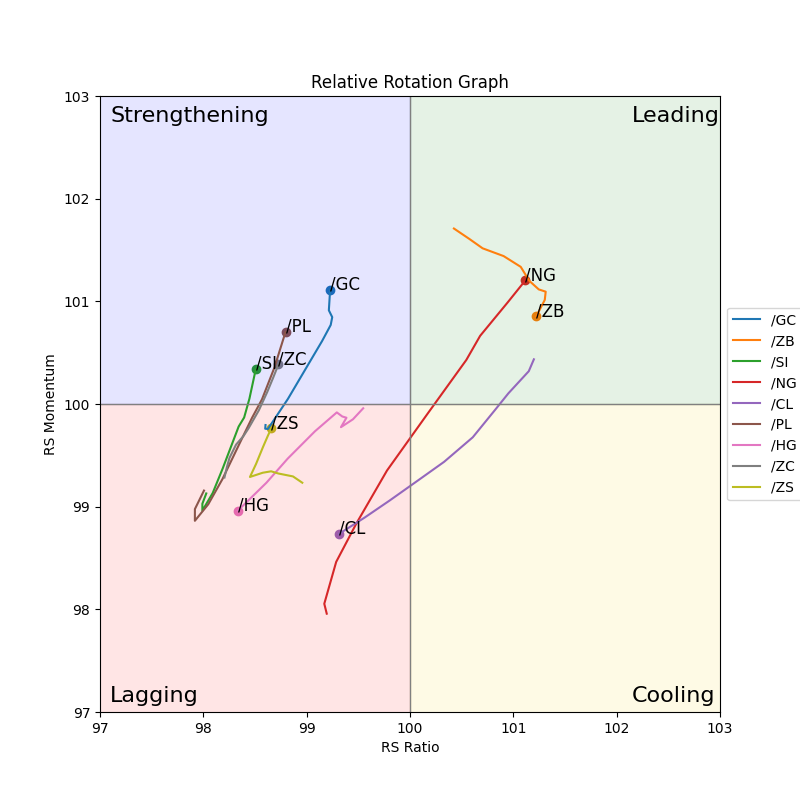 Relative Rotation Graph
103
Strengthening
Leading
102
/GC
/NG
101
/ZB
/PL
/SI
/ZC
RS Momentum
100
/ZS
99
/HG
/CL
98
Lagging
Cooling
97
97
98
99
100
101
102
103
RS Ratio
/GC
/ZB
/SI
/NG
/CL
/PL
/HG
/ZC
/ZS